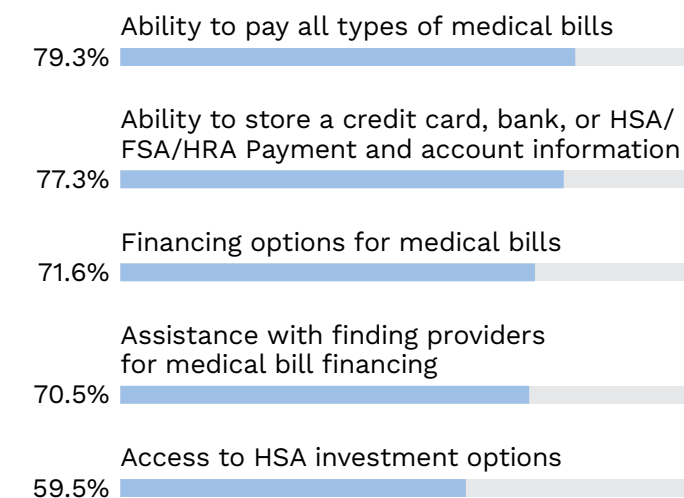 Ability to pay all types of medical bills
79.3%
Ability to store a credit card, bank, or HSA/
FSA/HRA Payment and account information
77.3%
Financing options for medical bills
71.6%
Assistance with finding providers
for medical bill financing
70.5%
Access to HSA investment options
59.5%